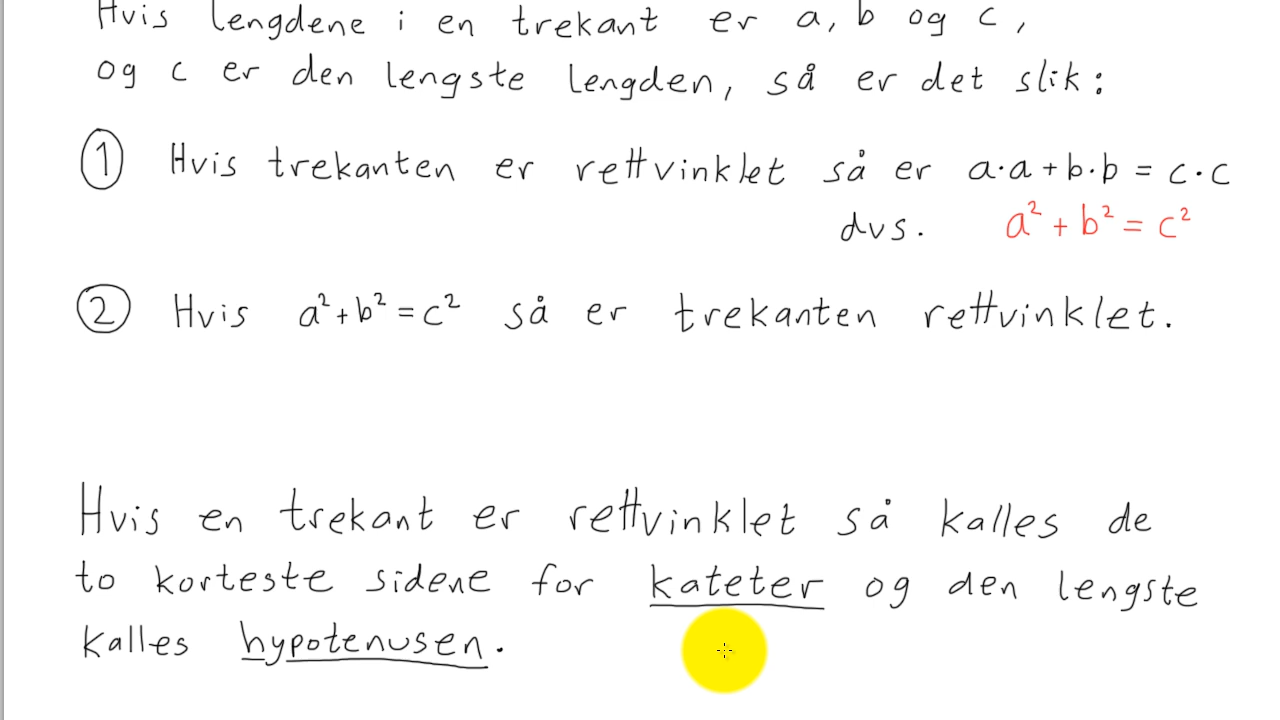 Hvis lengdene i en trekant er a, b og c,
og c er den lengste lengden, så er det slik:
① Hvis trekanten er rettvinklet så er a·a+b·b = c·c
dvs. a²+b² = c²
② Hvis a²+b² = c² så er trekanten rettvinklet.
Hvis en trekant er rettvinklet så kalles de
to korteste sidene for kateter og den lengste
kalles hypotenusen.